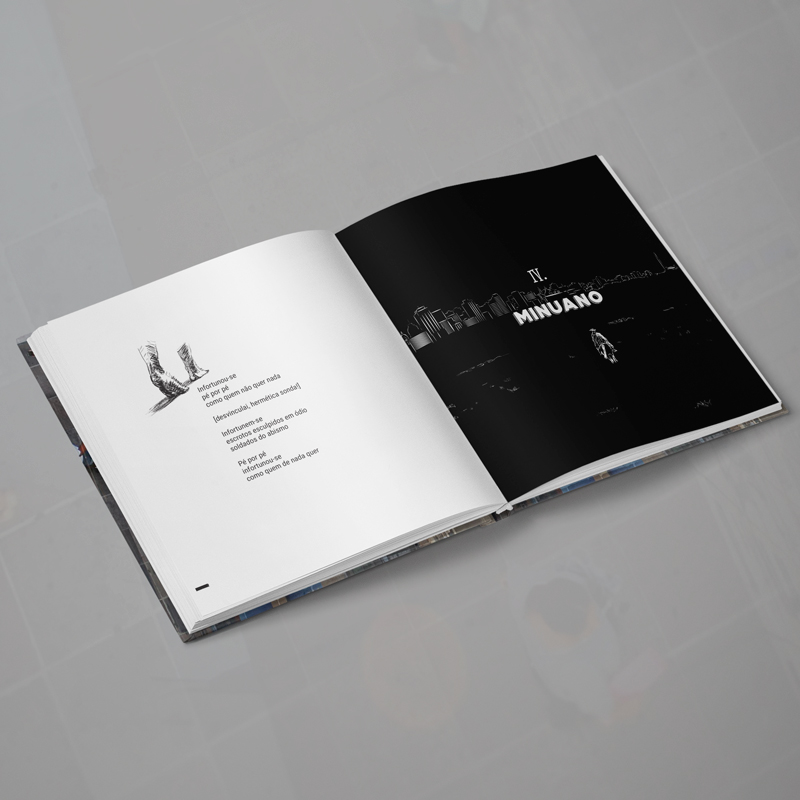 Infortunou-se
pé por pé
como quem não quer nada
[desvinculai, hermética sonda!]
Infortunem-se
escrotos esculpidos em ódio
soldados do abismo
Pé por pé
infortunou-se
como quem de nada quer
IV.
MINUANO